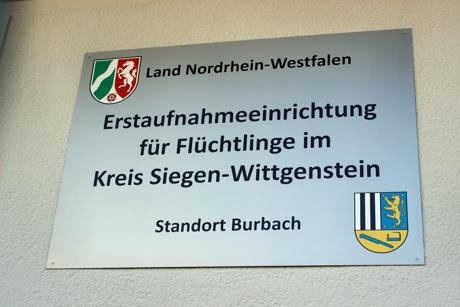 Land Nordrhein-Westfalen
Erstaufnahmeeinrichtung
für Flüchtlinge im
Kreis Siegen-Wittgenstein
Standort Burbach